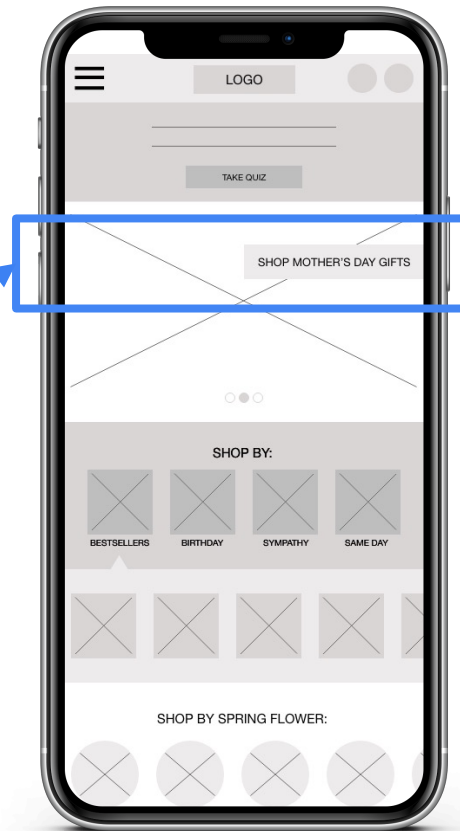 LOGO
TAKE QUIZ
SHOP MOTHER'S DAY GIFTS
SHOP BY:
BESTSELLERS BIRTHDAY SYMPATHY SAME DAY
SHOP BY SPRING FLOWER: